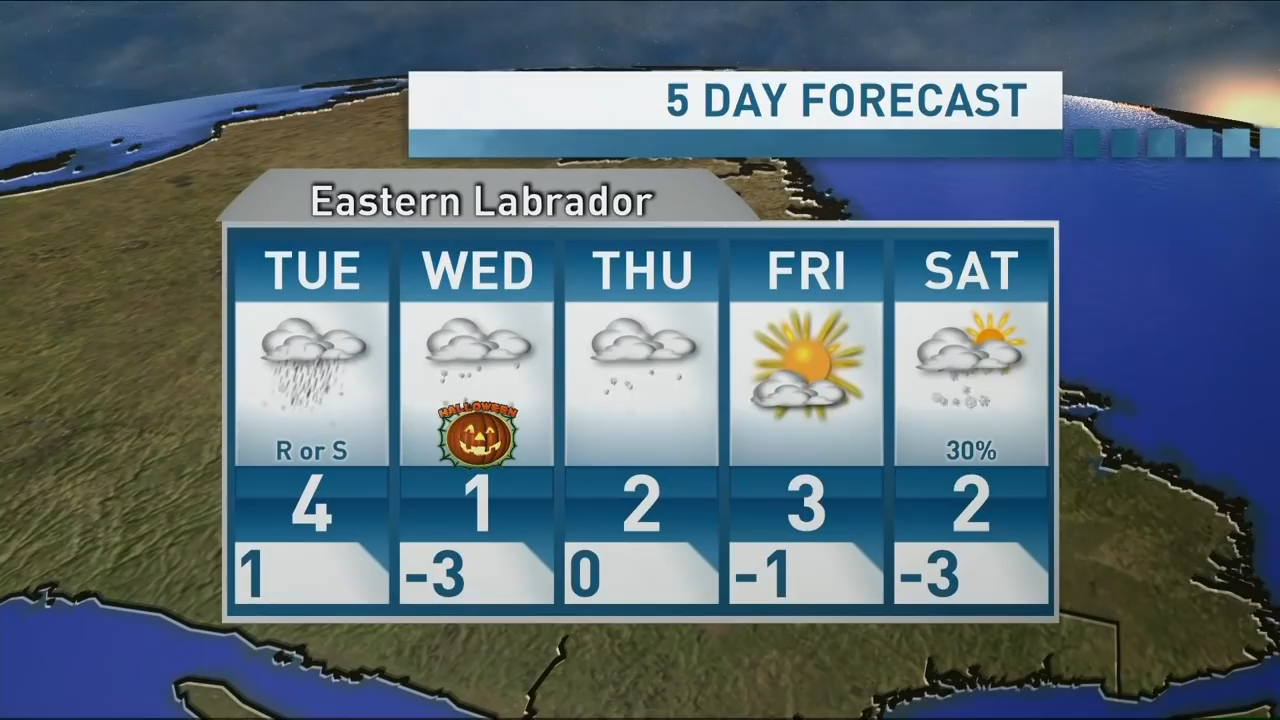 5 DAY FORECAST
Eastern Labrador
TUE WED THU FRI SAT
HALLOWEEN
R or S 30%
4 1 2 3 2
1 -3 0 -1 -3